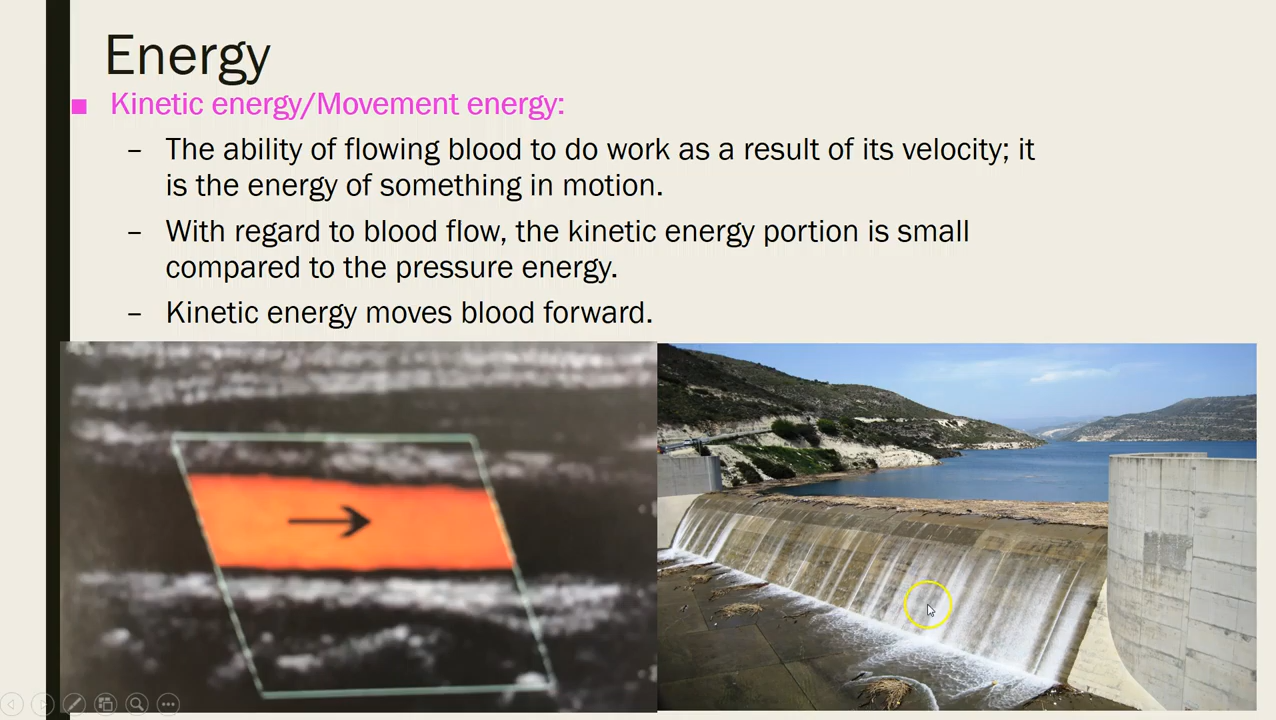 Energy
Kinetic energy/Movement energy:
– The ability of flowing blood to do work as a result of its velocity; it
is the energy of something in motion.
– With regard to blood flow, the kinetic energy portion is small
compared to the pressure energy.
– Kinetic energy moves blood forward.